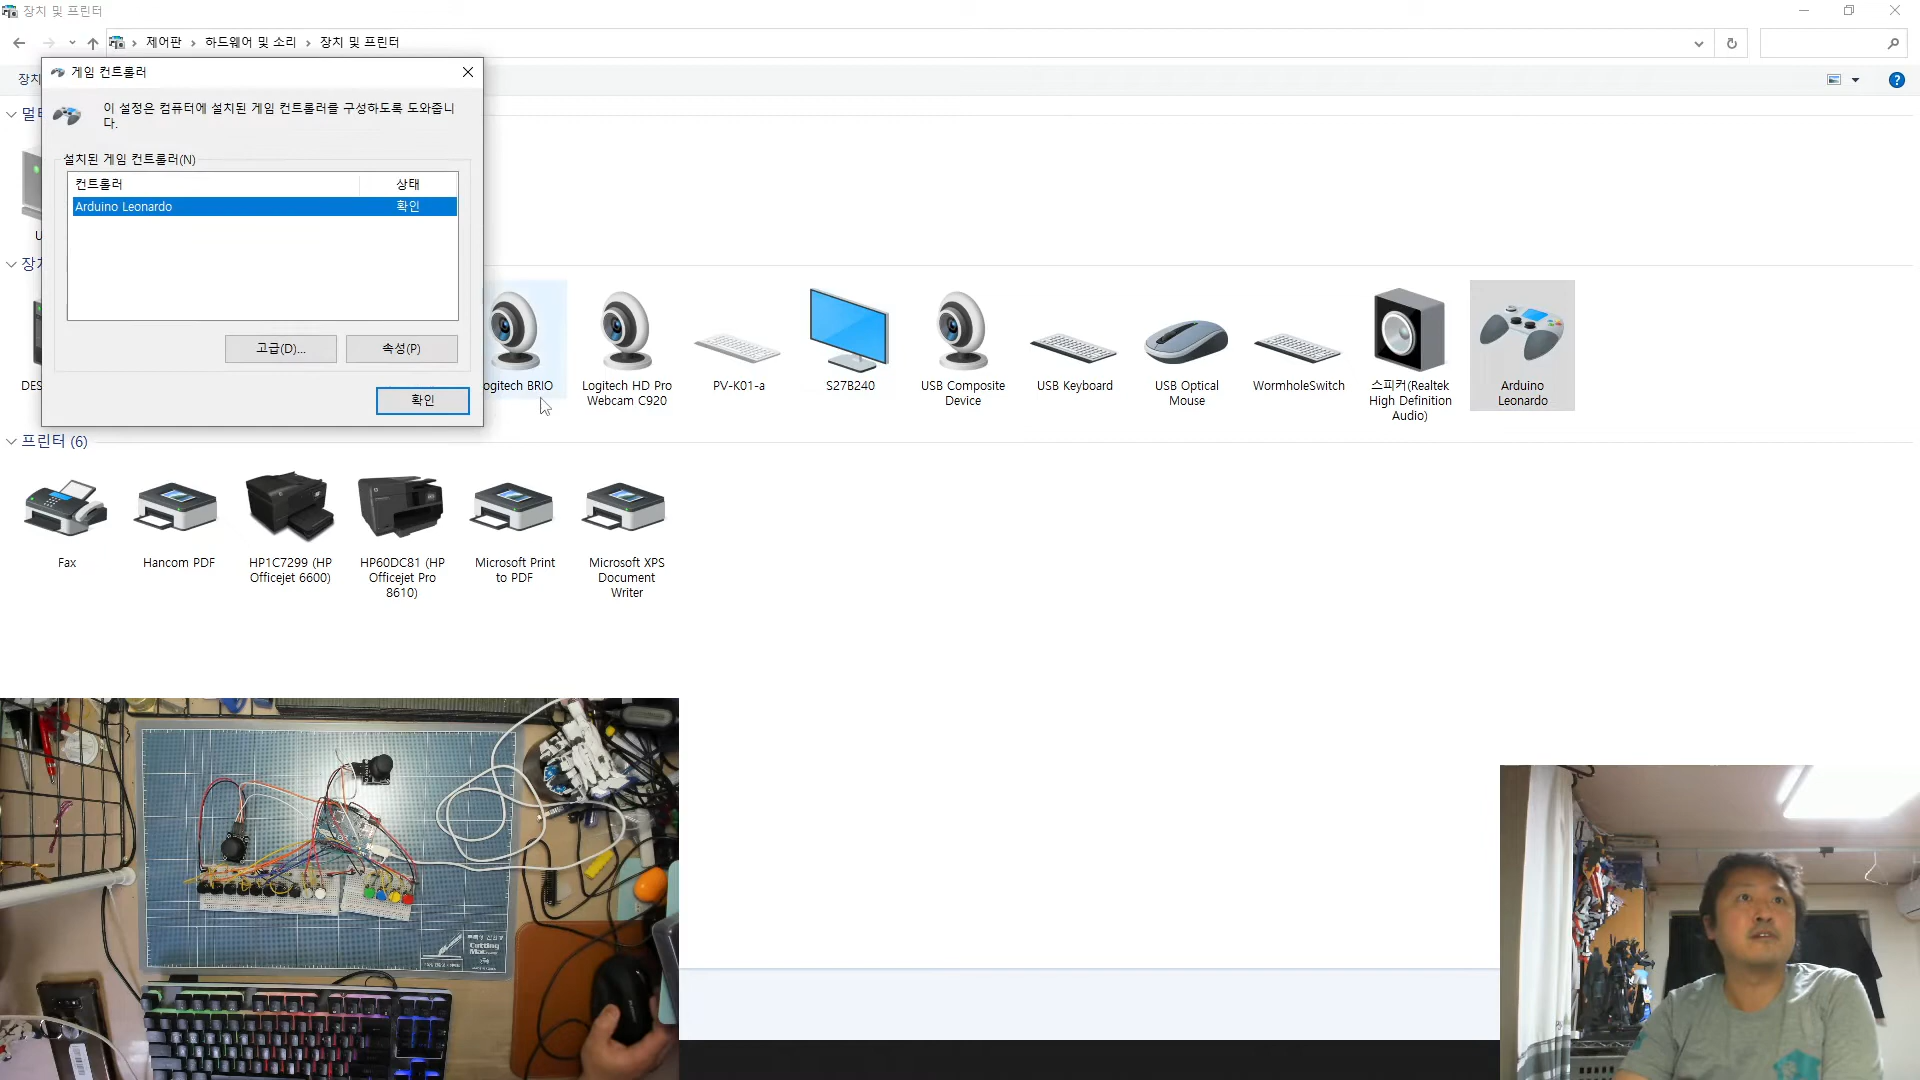 장치 및 프린터
제어판 › 하드웨어 및 소리 › 장치 및 프린터
장치
게임 컨트롤러
이 설정은 컴퓨터에 설치된 게임 컨트롤러를 구성하도록 도와줍니
다.
설치된 게임 컨트롤러(N)
컨트롤러 상태
Arduino Leonardo 확인
고급(D)... 속성(P)
확인
ogitech BRIO
Logitech HD Pro
Webcam C920
PV-K01-a
S27B240
USB Composite
Device
USB Keyboard
USB Optical
Mouse
WormholeSwitch
스피커(Realtek
High Definition
Audio)
Arduino
Leonardo
DES
프린터 (6)
Fax
Hancom PDF
HP1C7299 (HP
Officejet 6600)
HP60DC81 (HP
Officejet Pro
8610)
Microsoft Print
to PDF
Microsoft XPS
Document
Writer
Cutting